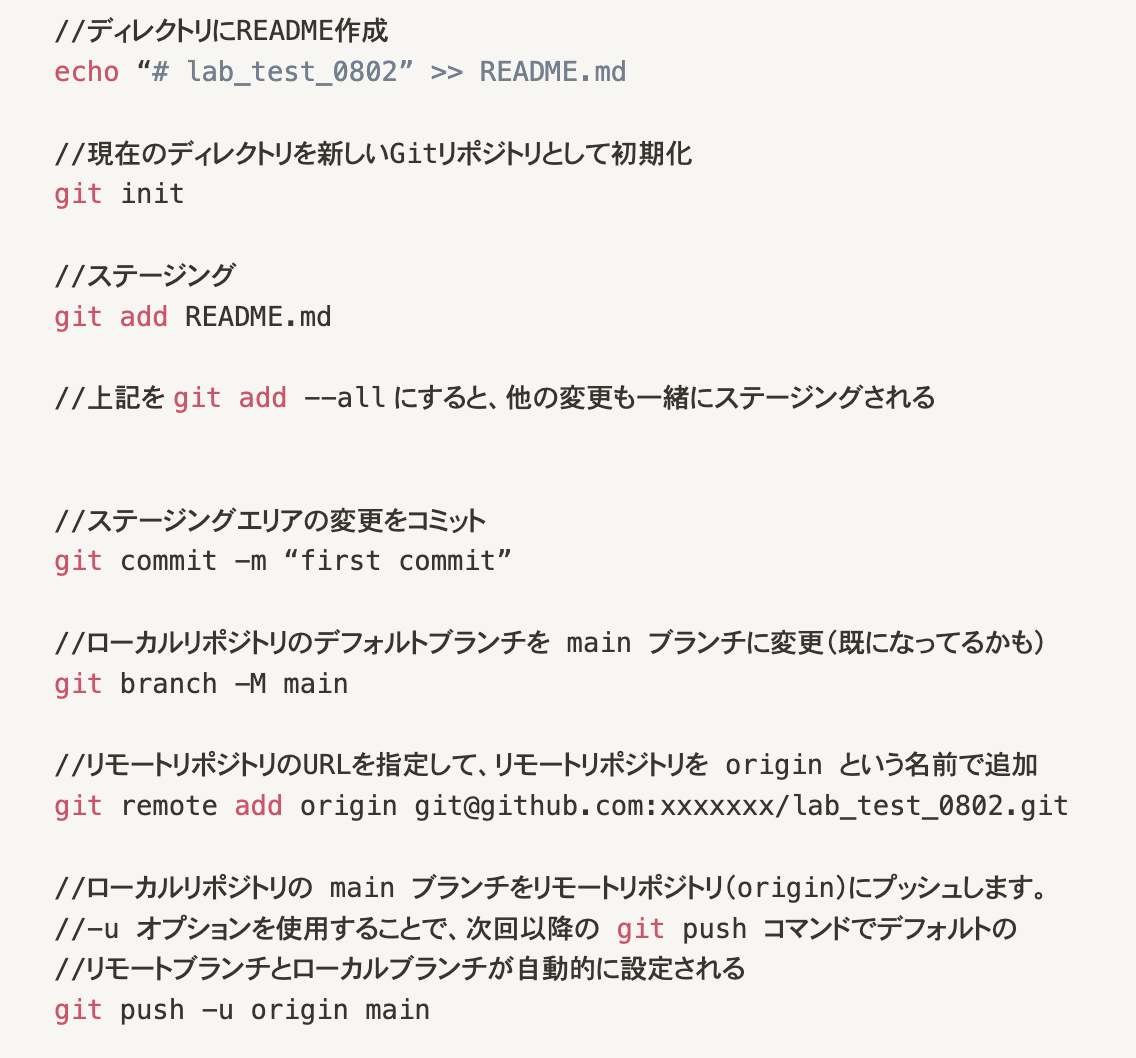 //ディレクトリにREADME作成
echo “# lab_test_0802” >> README.md
//現在のディレクトリを新しいGitリポジトリとして初期化
git init
//ステージング
git add README.md
//上記を git add --all にすると、他の変更も一緒にステージングされる
//ステージングエリアの変更をコミット
git commit -m “first commit”
//ローカルリポジトリのデフォルトブランチを main ブランチに変更(既になってるかも)
git branch -M main
//リモートリポジトリのURLを指定して、リモートリポジトリを origin という名前で追加
git remote add origin git@github.com:xxxxxxx/lab_test_0802.git
//ローカルリポジトリの main ブランチをリモートリポジトリ(origin)にプッシュします。
//-u オプションを使用することで、次回以降の git push コマンドでデフォルトの
//リモートブランチとローカルブランチが自動的に設定される
git push -u origin main